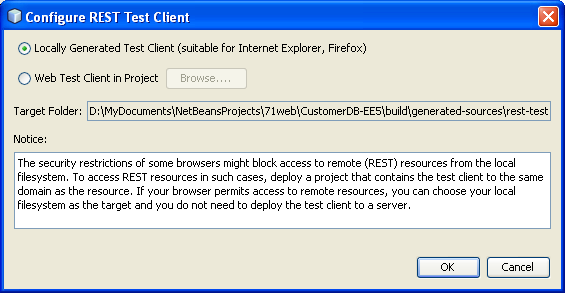 Configure REST Test Client
Locally Generated Test Client (suitable for Internet Explorer, Firefox)
Web Test Client in Project Browse....
Target Folder: D:\MyDocuments\NetBeansProjects\71web\CustomerDB-EE5\build\generated-sources\rest-test
Notice:
The security restrictions of some browsers might block access to remote (REST) resources from the local
filesystem. To access REST resources in such cases, deploy a project that contains the test client to the same
domain as the resource. If your browser permits access to remote resources, you can choose your local
filesystem as the target and you do not need to deploy the test client to a server.
OK Cancel